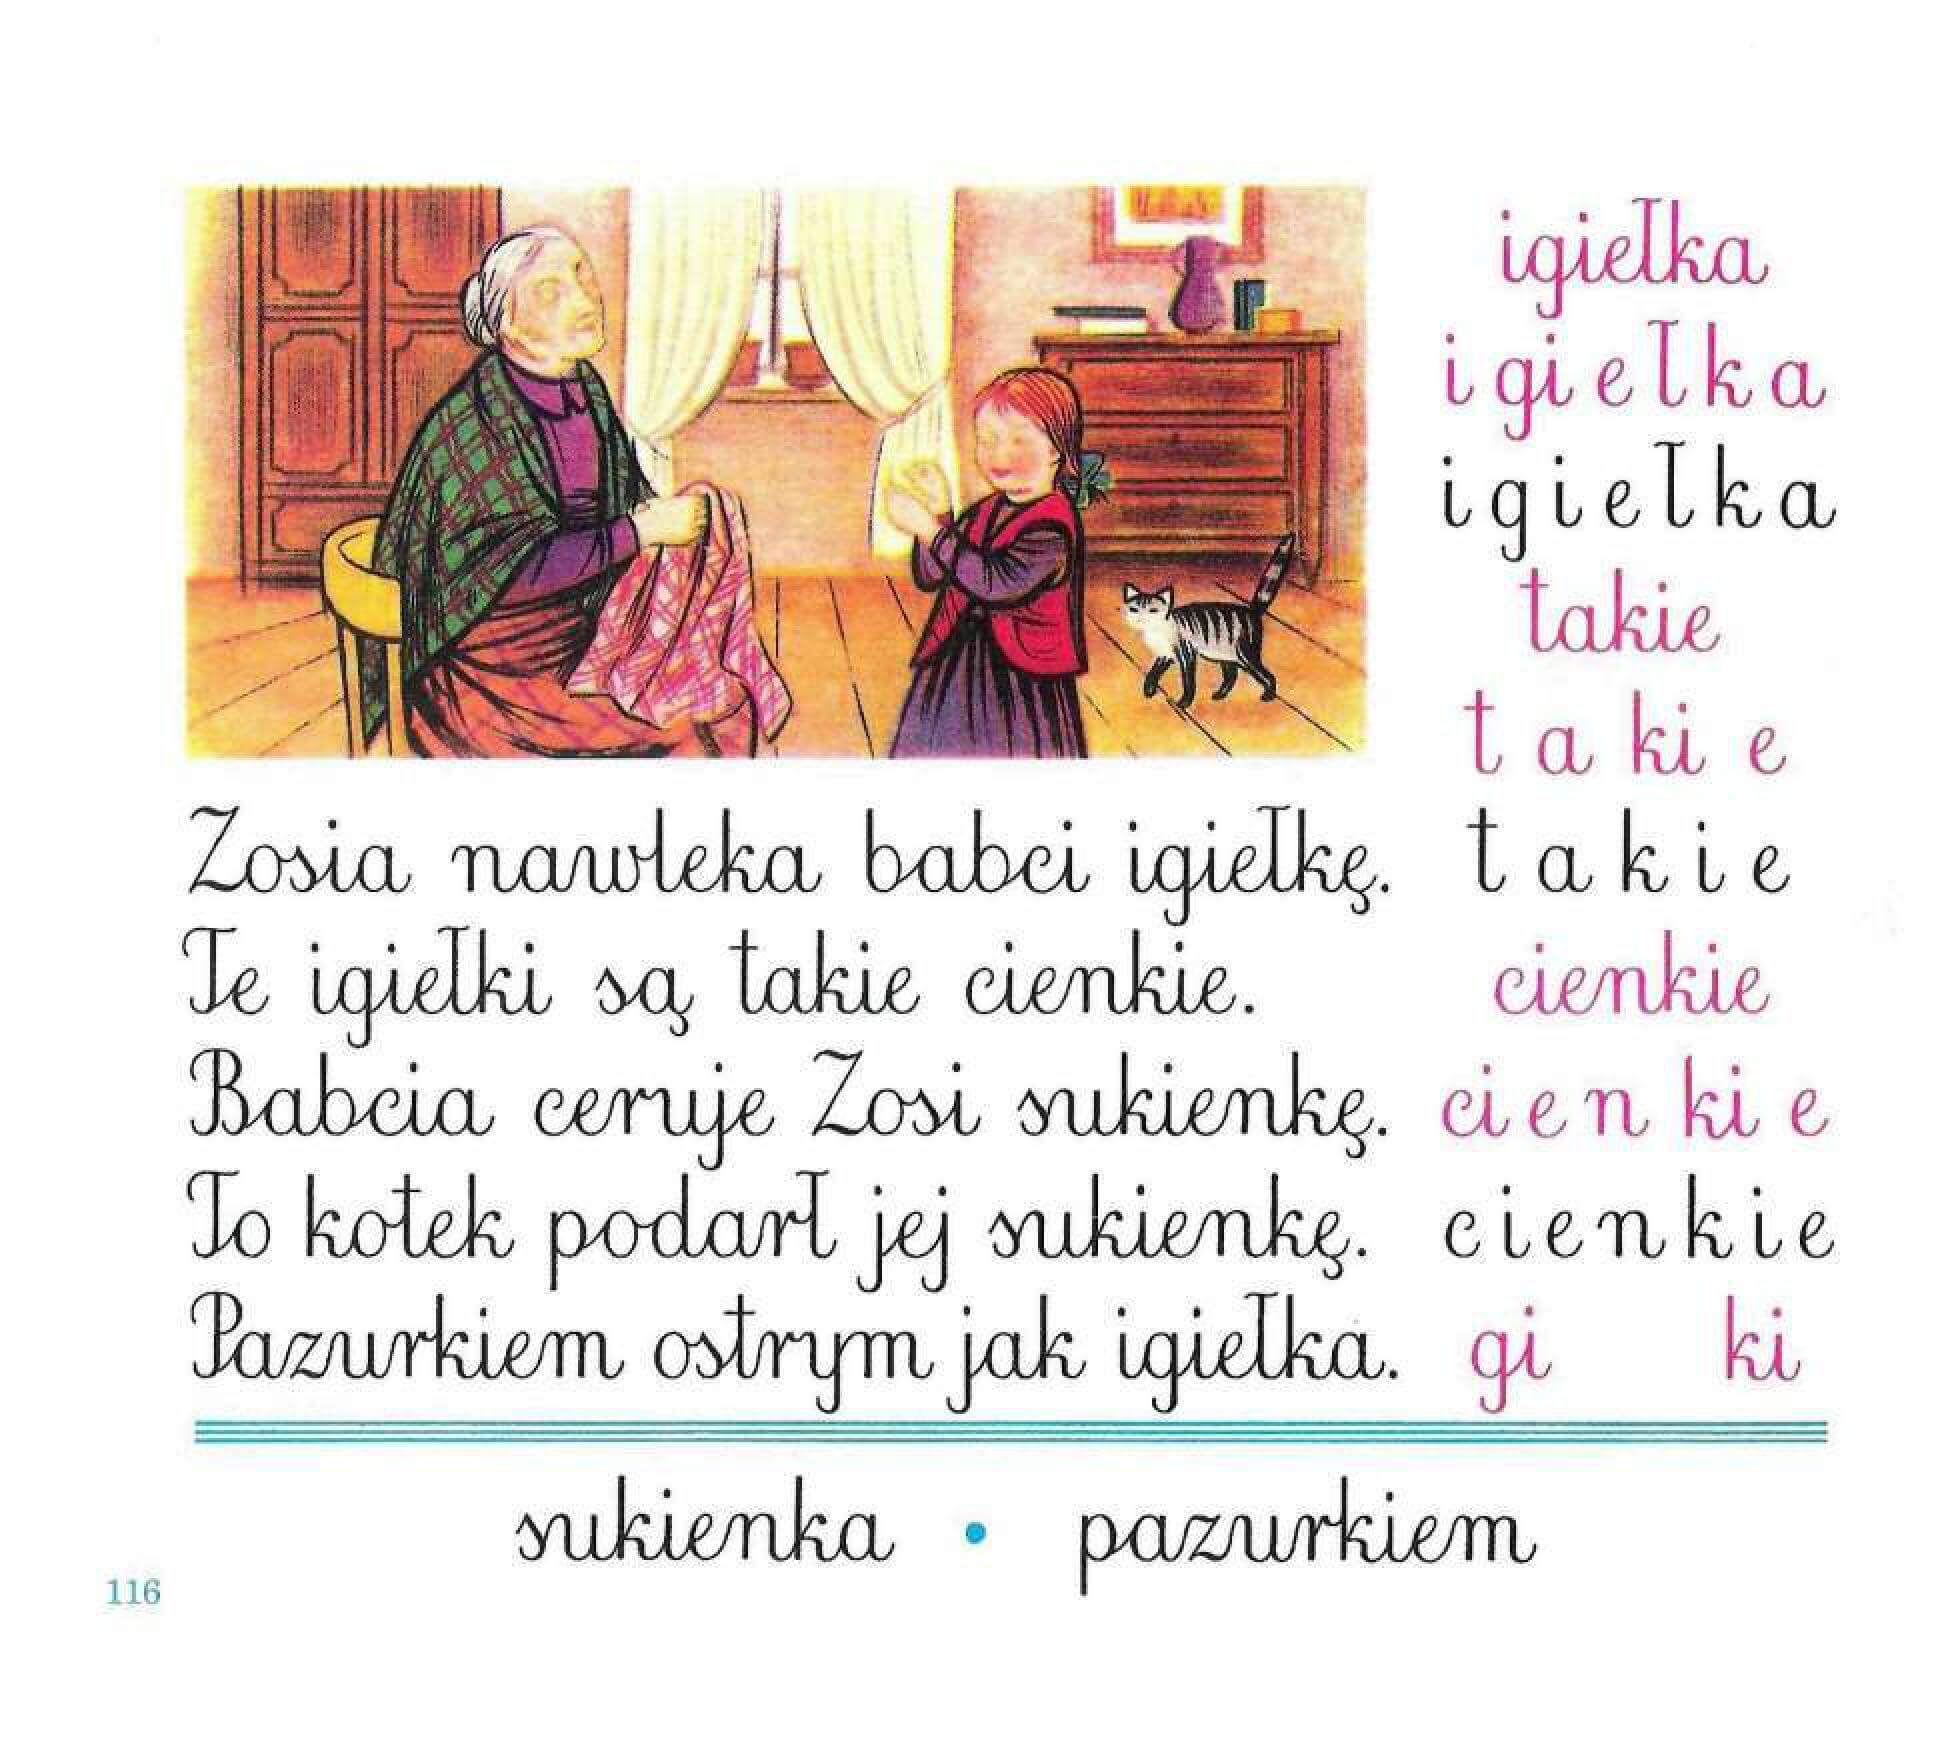 igiełka
i gi e ł k a
i g i e ł k a
takie
t a ki e
t a k i e
cienkie
ci e n ki e
c i e n k i e
gi ki
Zosia nawleka babci igiełkę.
Te igiełki są takie cienkie.
Babcia ceruje Zosi sukienkę.
To kotek podarł jej sukienkę.
Pazurkiem ostrym jak igiełka.
sukienka • pazurkiem
116